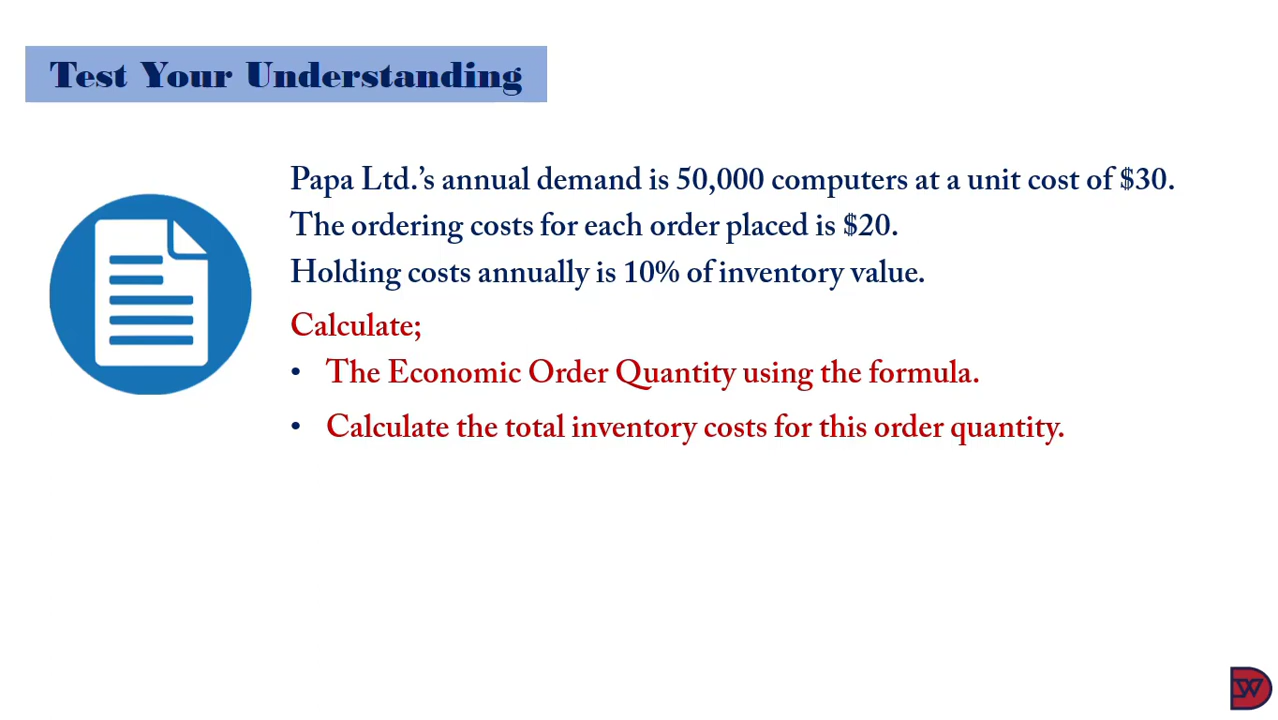 Test Your Understanding
Papa Ltd.’s annual demand is 50,000 computers at a unit cost of $30.
The ordering costs for each order placed is $20.
Holding costs annually is 10% of inventory value.
Calculate;
• The Economic Order Quantity using the formula.
• Calculate the total inventory costs for this order quantity.
DW